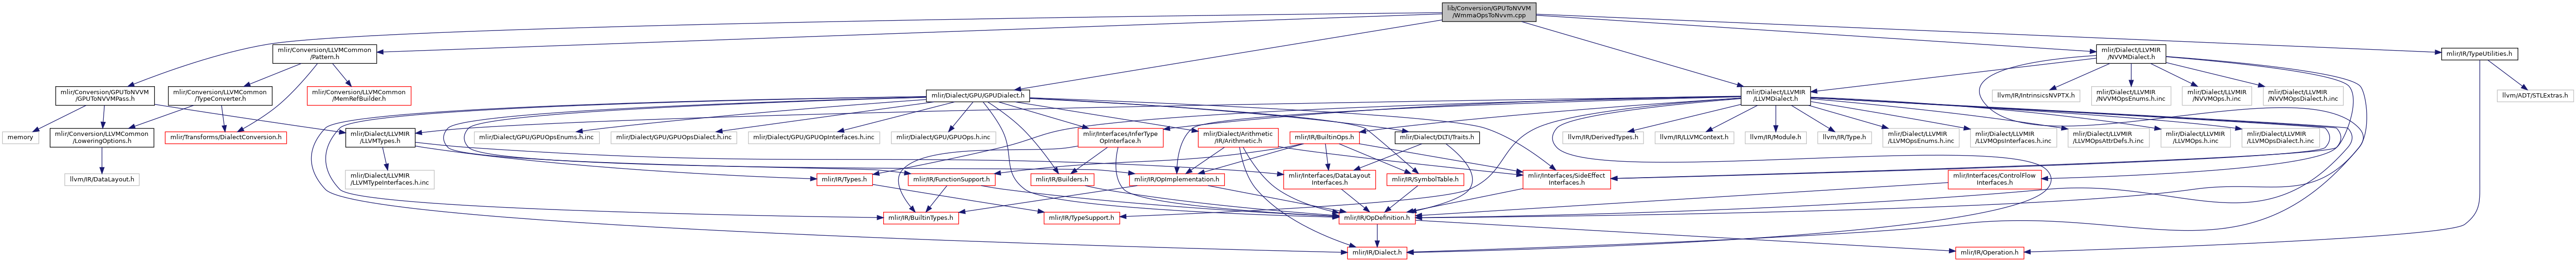 lib/Conversion/GPUToNVVM
/WmmaOpsToNvvm.cpp
mlir/Conversion/LLVMCommon
/Pattern.h
mlir/Dialect/LLVMIR
/NVVMDialect.h
mlir/IR/TypeUtilities.h
mlir/Conversion/GPUToNVVM
/GPUToNVVMPass.h
mlir/Conversion/LLVMCommon
/TypeConverter.h
mlir/Conversion/LLVMCommon
/MemRefBuilder.h
mlir/Dialect/GPU/GPUDialect.h
mlir/Dialect/LLVMIR
/LLVMDialect.h
llvm/IR/IntrinsicsNVPTX.h
mlir/Dialect/LLVMIR
/NVVMOpsEnums.h.inc
mlir/Dialect/LLVMIR
/NVVMOps.h.inc
mlir/Dialect/LLVMIR
/NVVMOpsDialect.h.inc
llvm/ADT/STLExtras.h
memory
mlir/Conversion/LLVMCommon
/LoweringOptions.h
mlir/Transforms/DialectConversion.h
mlir/Dialect/LLVMIR
/LLVMTypes.h
mlir/Dialect/GPU/GPUOpsEnums.h.inc
mlir/Dialect/GPU/GPUOpsDialect.h.inc
mlir/Dialect/GPU/GPUOpInterfaces.h.inc
mlir/Dialect/GPU/GPUOps.h.inc
mlir/Interfaces/InferType
OpInterface.h
mlir/Dialect/Arithmetic
/IR/Arithmetic.h
mlir/IR/BuiltinOps.h
mlir/Dialect/DLTI/Traits.h
llvm/IR/DerivedTypes.h
llvm/IR/LLVMContext.h
llvm/IR/Module.h
llvm/IR/Type.h
mlir/Dialect/LLVMIR
/LLVMOpsEnums.h.inc
mlir/Dialect/LLVMIR
/LLVMOpsInterfaces.h.inc
mlir/Dialect/LLVMIR
/LLVMOpsAttrDefs.h.inc
mlir/Dialect/LLVMIR
/LLVMOps.h.inc
mlir/Dialect/LLVMIR
/LLVMOpsDialect.h.inc
llvm/IR/DataLayout.h
mlir/Dialect/LLVMIR
/LLVMTypeInterfaces.h.inc
mlir/IR/Types.h
mlir/IR/FunctionSupport.h
mlir/IR/Builders.h
mlir/IR/OpImplementation.h
mlir/Interfaces/DataLayout
Interfaces.h
mlir/IR/SymbolTable.h
mlir/Interfaces/SideEffect
Interfaces.h
mlir/Interfaces/ControlFlow
Interfaces.h
mlir/IR/BuiltinTypes.h
mlir/IR/TypeSupport.h
mlir/IR/OpDefinition.h
mlir/IR/Dialect.h
mlir/IR/Operation.h